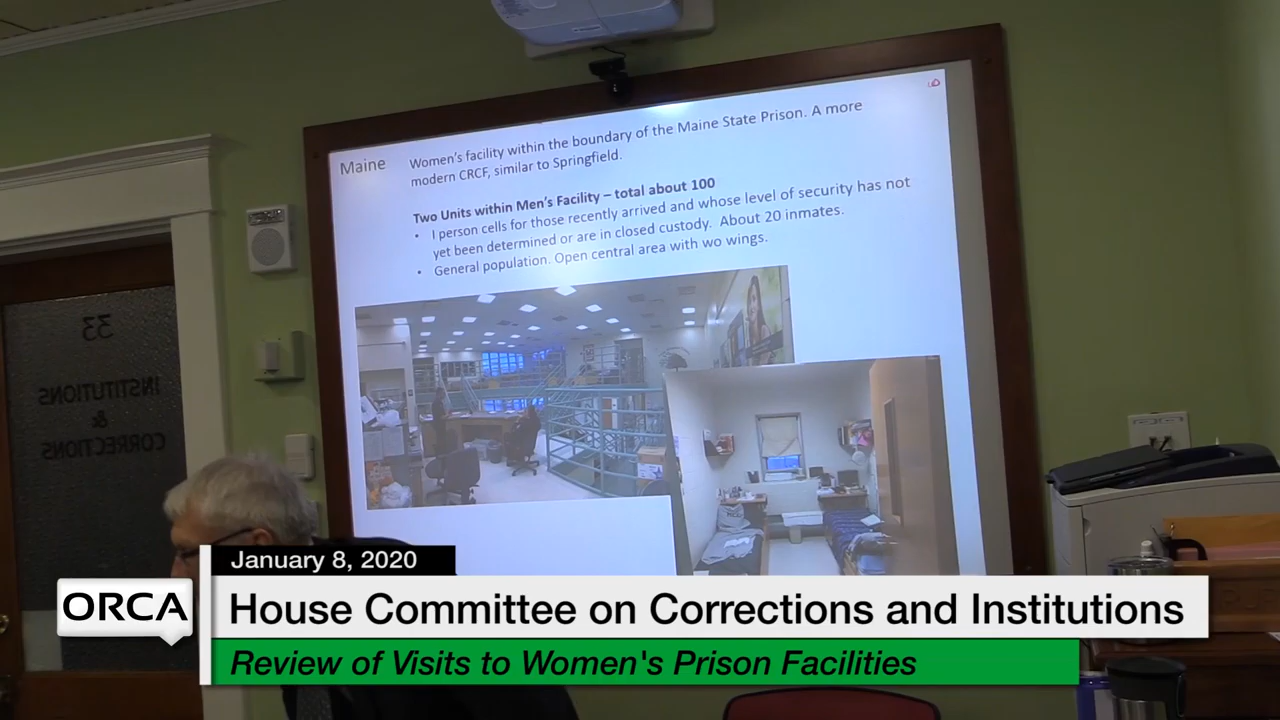 Maine
Women's facility within the boundary of the Maine State Prison. A more
modern CRCF, similar to Springfield.
Two Units within Men's Facility – total about 100
• I person cells for those recently arrived and whose level of security has not
yet been determined or are in closed custody. About 20 inmates.
• General population. Open central area with wo wings.
33
INSTITUTIONS
&
CORRECTIONS
January 8, 2020
ORCA
House Committee on Corrections and Institutions
Review of Visits to Women's Prison Facilities